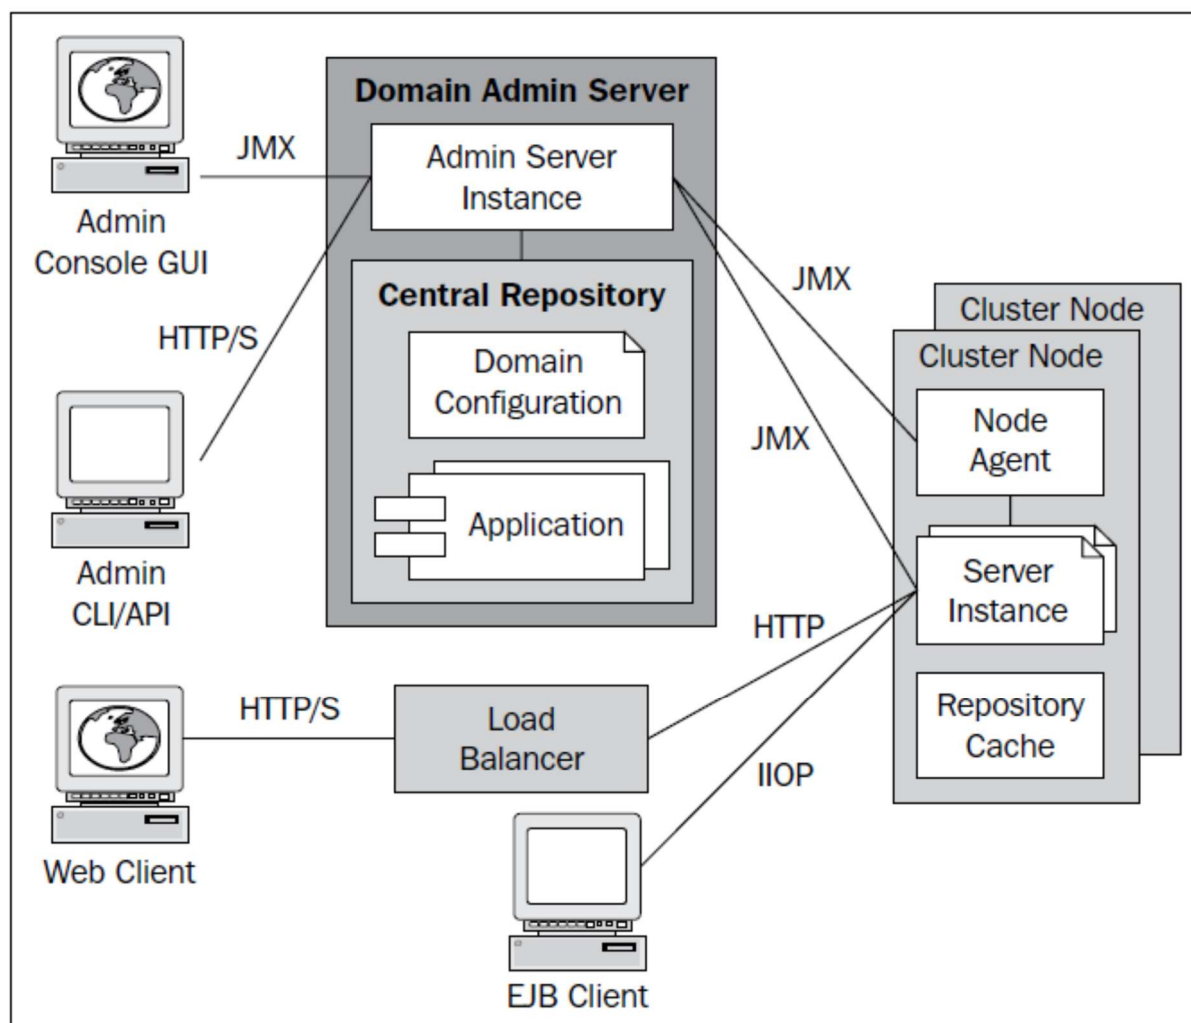 Domain Admin Server
JMX
Admin Server
Instance
Admin
Console GUI
Central Repository
JMX
HTTP/S
Domain
Configuration
Cluster Node
Cluster Node
Node
Agent
JMX
Application
Admin
CLI/API
Server
Instance
HTTP
HTTP/S
Load
Balancer
Repository
Cache
IIOP
Web Client
EJB Client